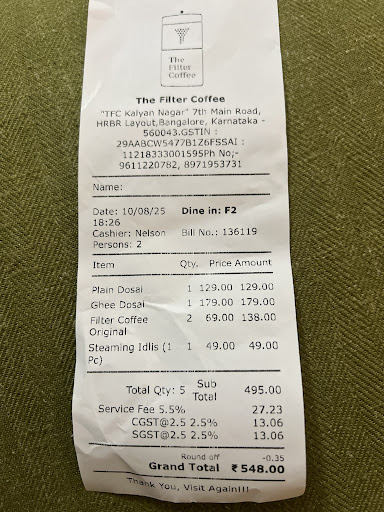 The
Filter
Coffee
The Filter Coffee
"TFC Kalyan Nagar" 7th Main Road,
HRBR Layout,Bangalore, Karnataka -
560043.GSTIN :
29AABCW5477B1Z6FSSAI :
11218333001595Ph No;-
9611220782, 8971953731
Name:
Date: 10/08/25 Dine in: F2
18:26
Cashier: Nelson Bill No.: 136119
Persons: 2
Item Qty. Price Amount
Plain Dosai 1 129.00 129.00
Ghee Dosai 1 179.00 179.00
Filter Coffee 2 69.00 138.00
Original
Steaming Idlis (1 1 49.00 49.00
Pc)
Total Qty: 5 Sub Total 495.00
Service Fee 5.5% 27.23
CGST@2.5 2.5% 13.06
SGST@2.5 2.5% 13.06
Round off -0.35
Grand Total ₹548.00
Thank You, Visit Again!!!